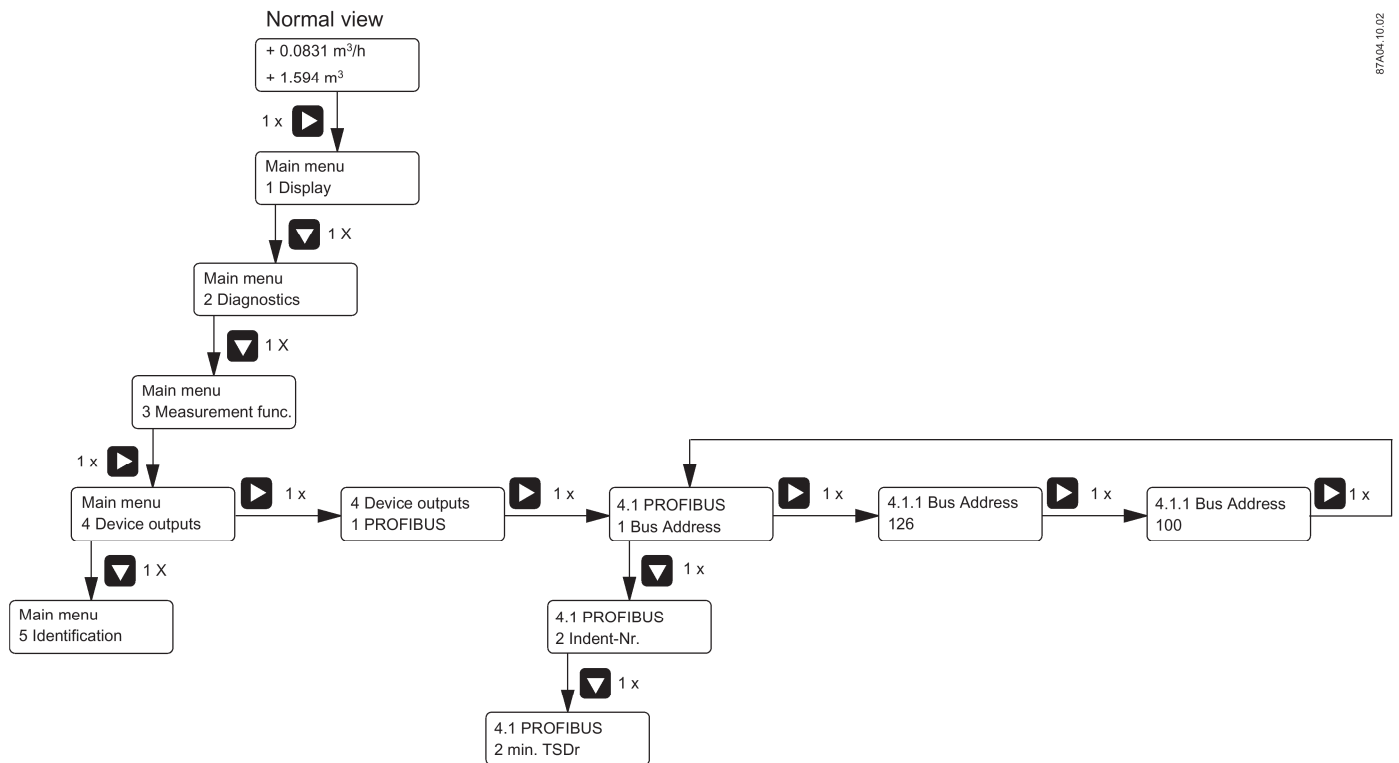 Normal view
87A04.10.02
+ 0.0831 m³/h
+ 1.594 m³
1 x
Main menu
1 Display
1 X
Main menu
2 Diagnostics
1 X
Main menu
3 Measurement func.
1 x
Main menu
4 Device outputs
1 x
4 Device outputs
1 PROFIBUS
1 x
4.1 PROFIBUS
1 Bus Address
1 x
4.1.1 Bus Address
126
1 x
4.1.1 Bus Address
100
1 x
1 X
Main menu
5 Identification
1 x
4.1 PROFIBUS
2 Indent-Nr.
1 x
4.1 PROFIBUS
2 min. TSDr